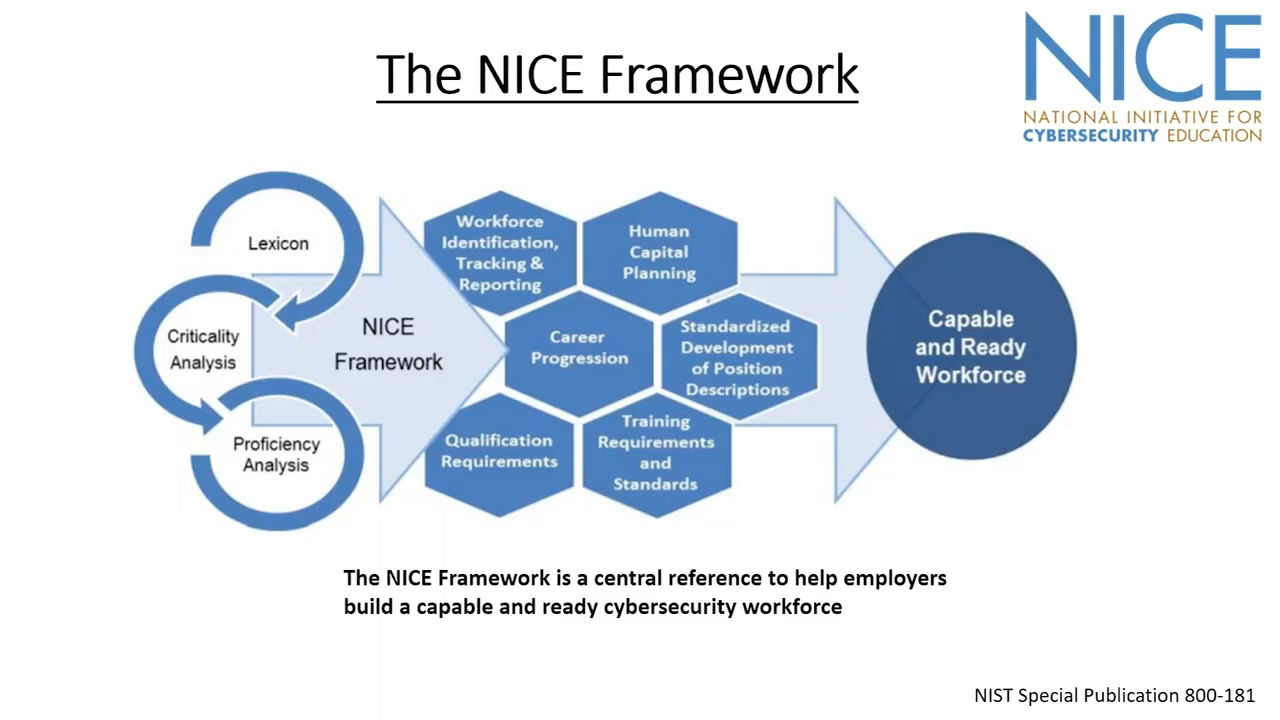 The NICE Framework
NICE
NATIONAL INITIATIVE FOR
CYBERSECURITY EDUCATION
Lexicon
Criticality
Analysis
Proficiency
Analysis
NICE
Framework
Workforce
Identification,
Tracking &
Reporting
Human
Capital
Planning
Career
Progression
Standardized
Development
of Position
Descriptions
Qualification
Requirements
Training
Requirements
and
Standards
Capable
and Ready
Workforce
The NICE Framework is a central reference to help employers
build a capable and ready cybersecurity workforce
NIST Special Publication 800-181